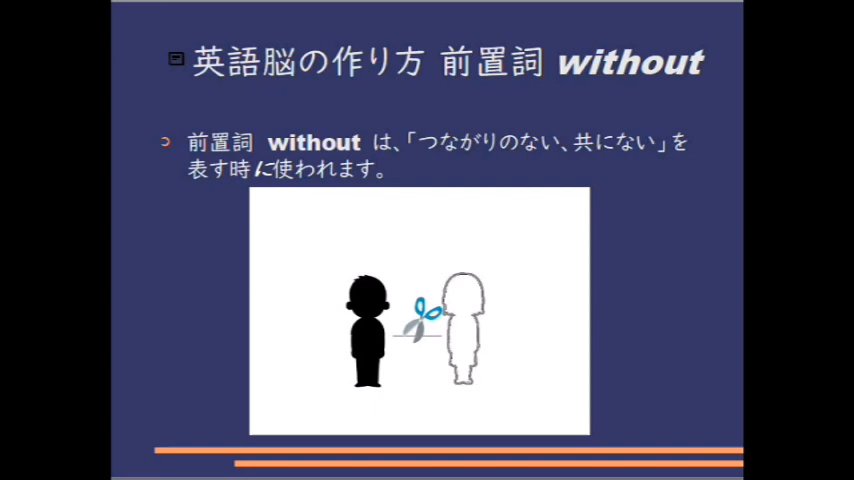 英語脳の作り方 前置詞 without
前置詞 without は、「つながりのない、共にない」を
表す時に使われます。